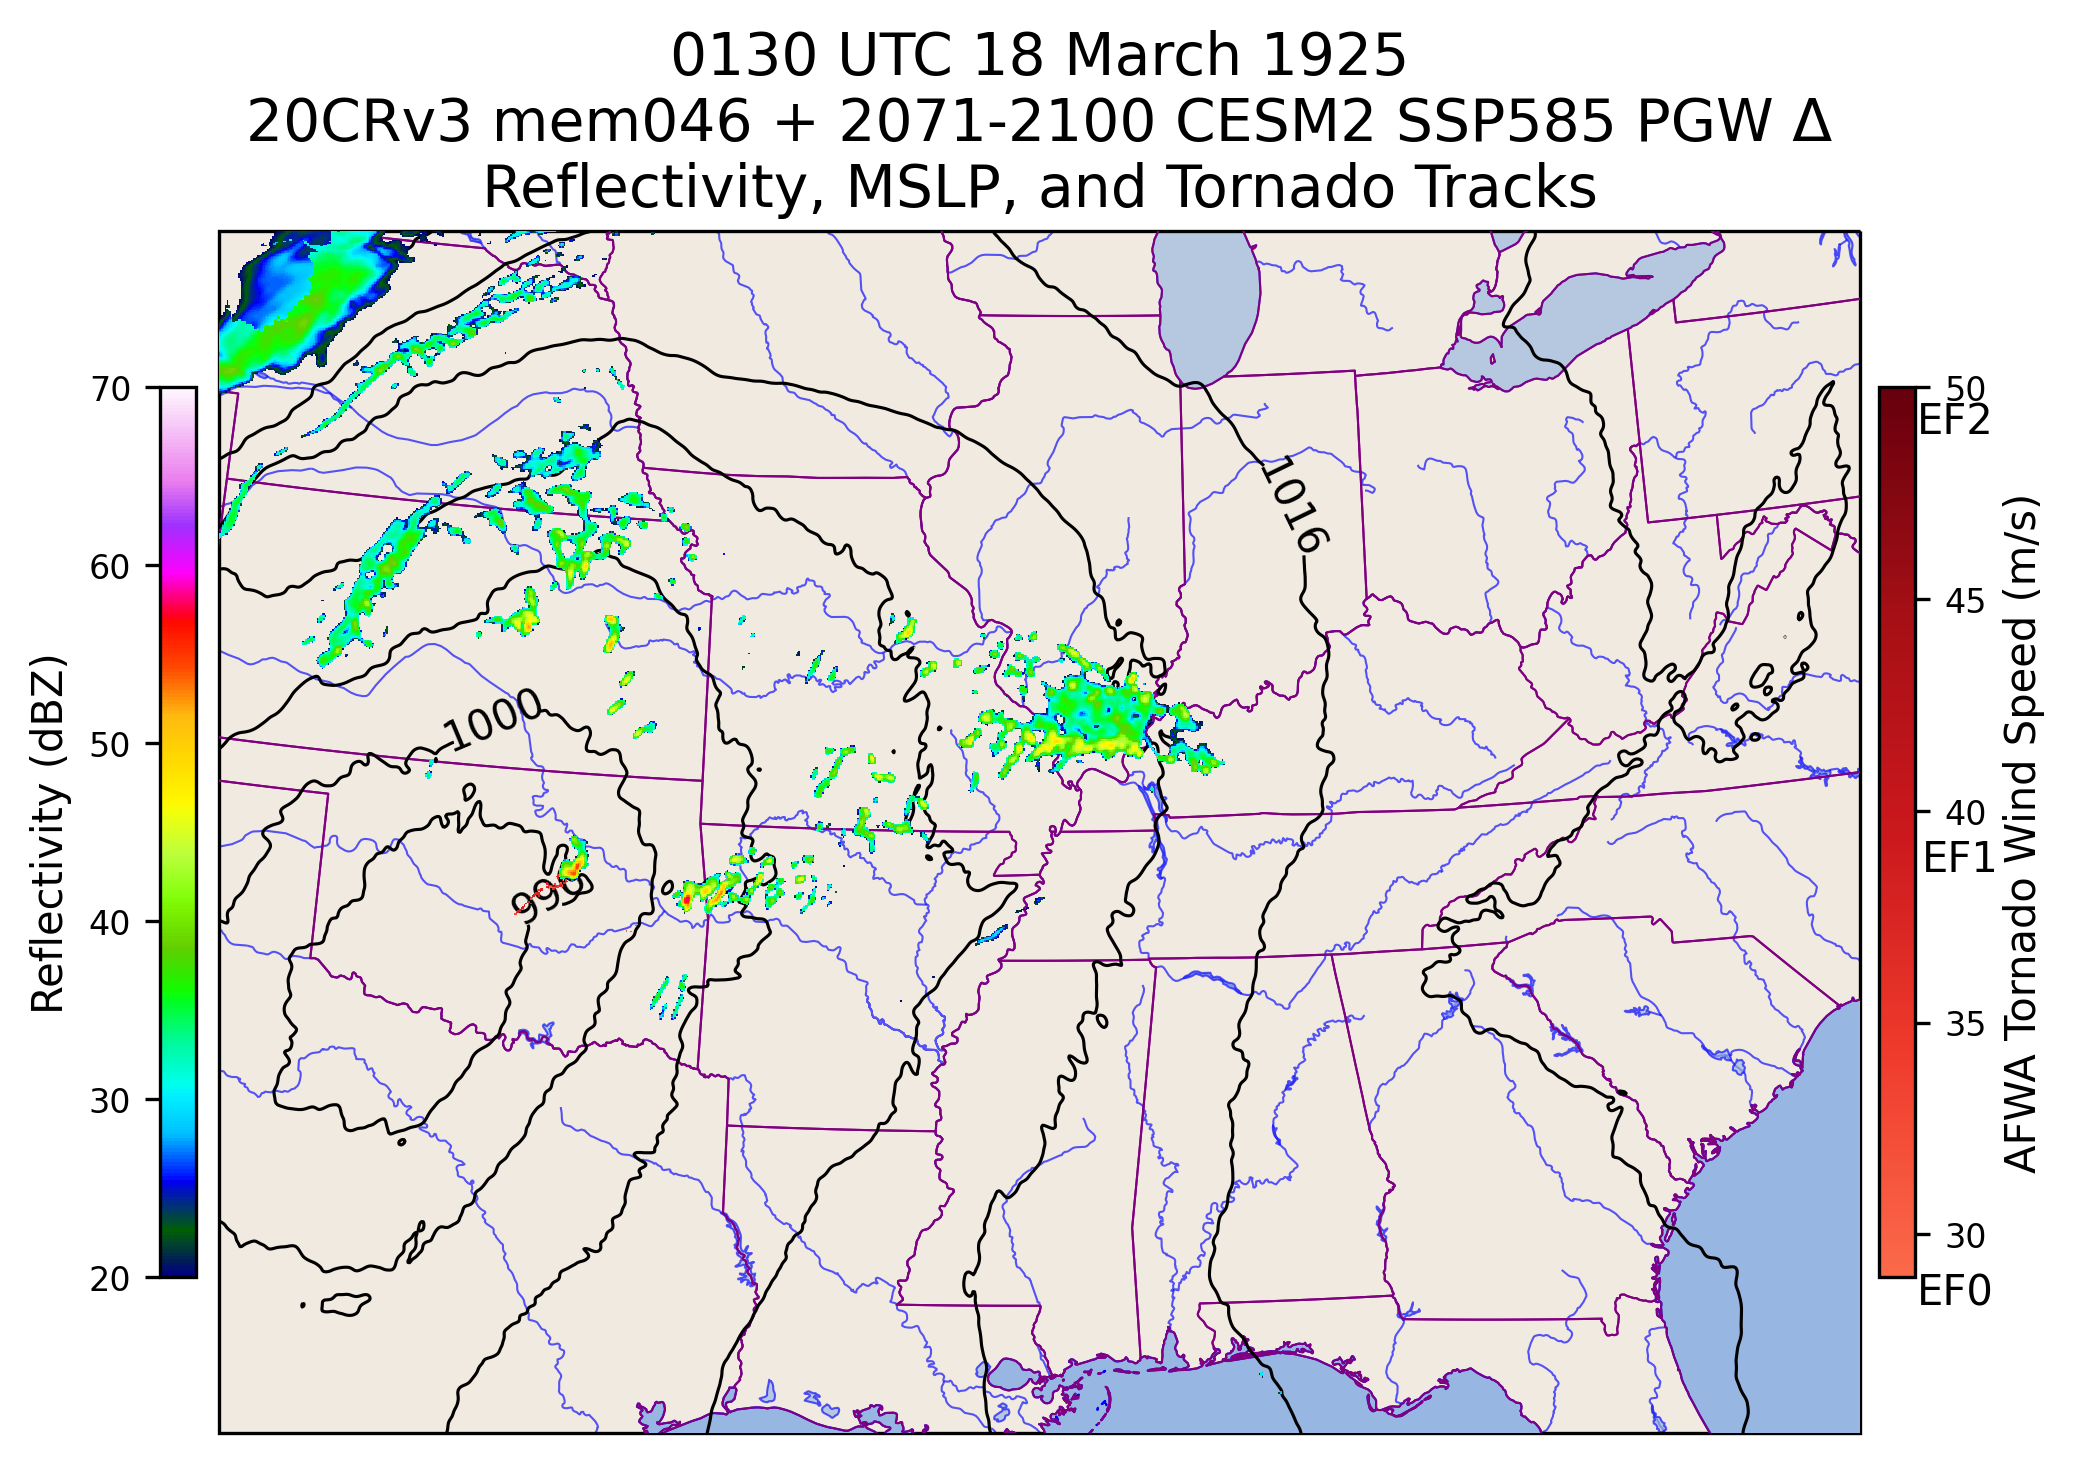 0130 UTC 18 March 1925
20CRv3 mem046 + 2071-2100 CESM2 SSP585 PGW Δ
Reflectivity, MSLP, and Tornado Tracks
Reflectivity (dBZ)
70
60
50
40
30
20
1016
1000
999
50
EF2
45
40
EF1
35
30
EF0
AFWA Tornado Wind Speed (m/s)